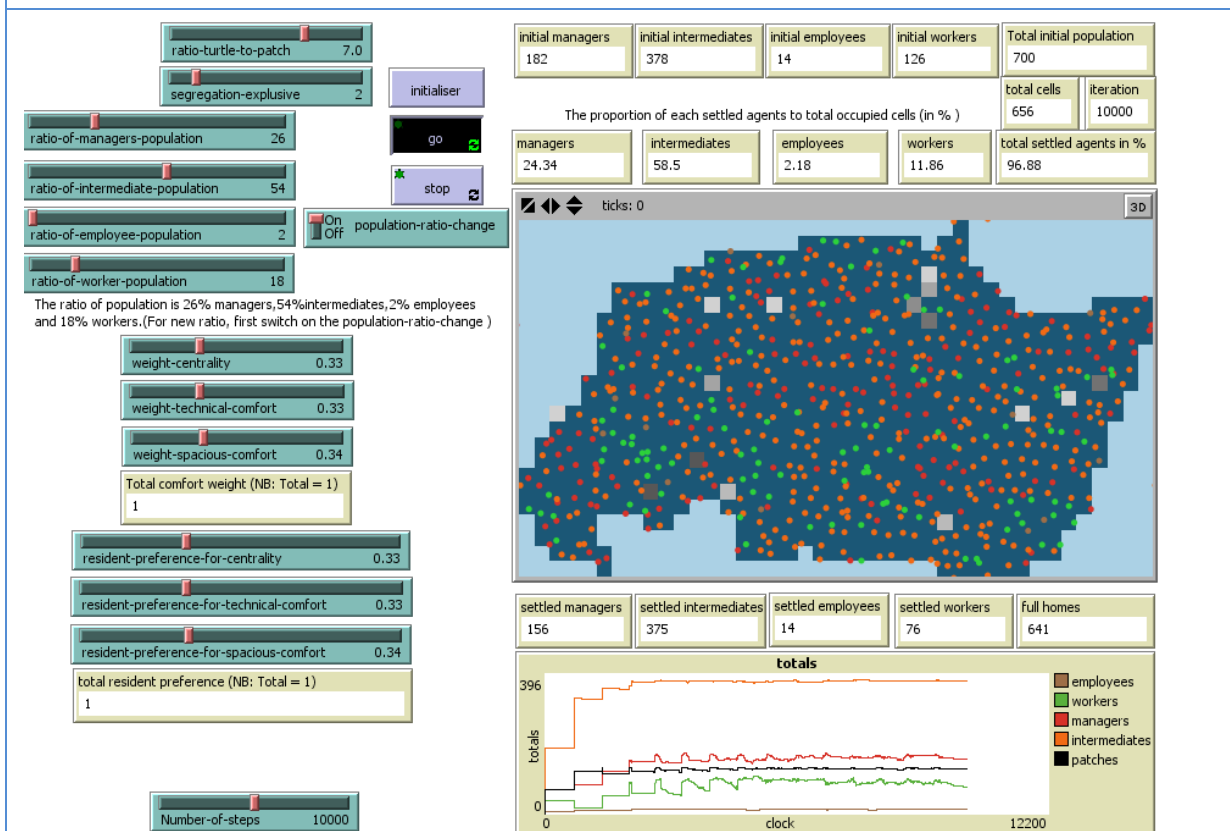 ratio-turtle-to-patch 7.0
segregation-explusive 2
ratio-of-managers-population 26
ratio-of-intermediate-population 54
ratio-of-employee-population 2
ratio-of-worker-population 18
initialiser
go
stop
On
Off
population-ratio-change
The ratio of population is 26% managers,54%intermediates,2% employees
and 18% workers.(For new ratio, first switch on the population-ratio-change )
weight-centrality 0.33
weight-technical-comfort 0.33
weight-spacious-comfort 0.34
Total comfort weight (NB: Total = 1)
1
resident-preference-for-centrality 0.33
resident-preference-for-technical-comfort 0.33
resident-preference-for-spacious-comfort 0.34
total resident preference (NB: Total = 1)
1
Number-of-steps 10000
initial managers
182
initial intermediates
378
initial employees
14
initial workers
126
Total initial population
700
total cells
656
iteration
10000
The proportion of each settled agents to total occupied cells (in % )
managers
24.34
intermediates
58.5
employees
2.18
workers
11.86
total settled agents in %
96.88
ticks: 0
3D
settled managers
156
settled intermediates
375
settled employees
14
settled workers
76
full homes
641
totals
396
totals
0
0
clock
12200
employees
workers
managers
intermediates
patches